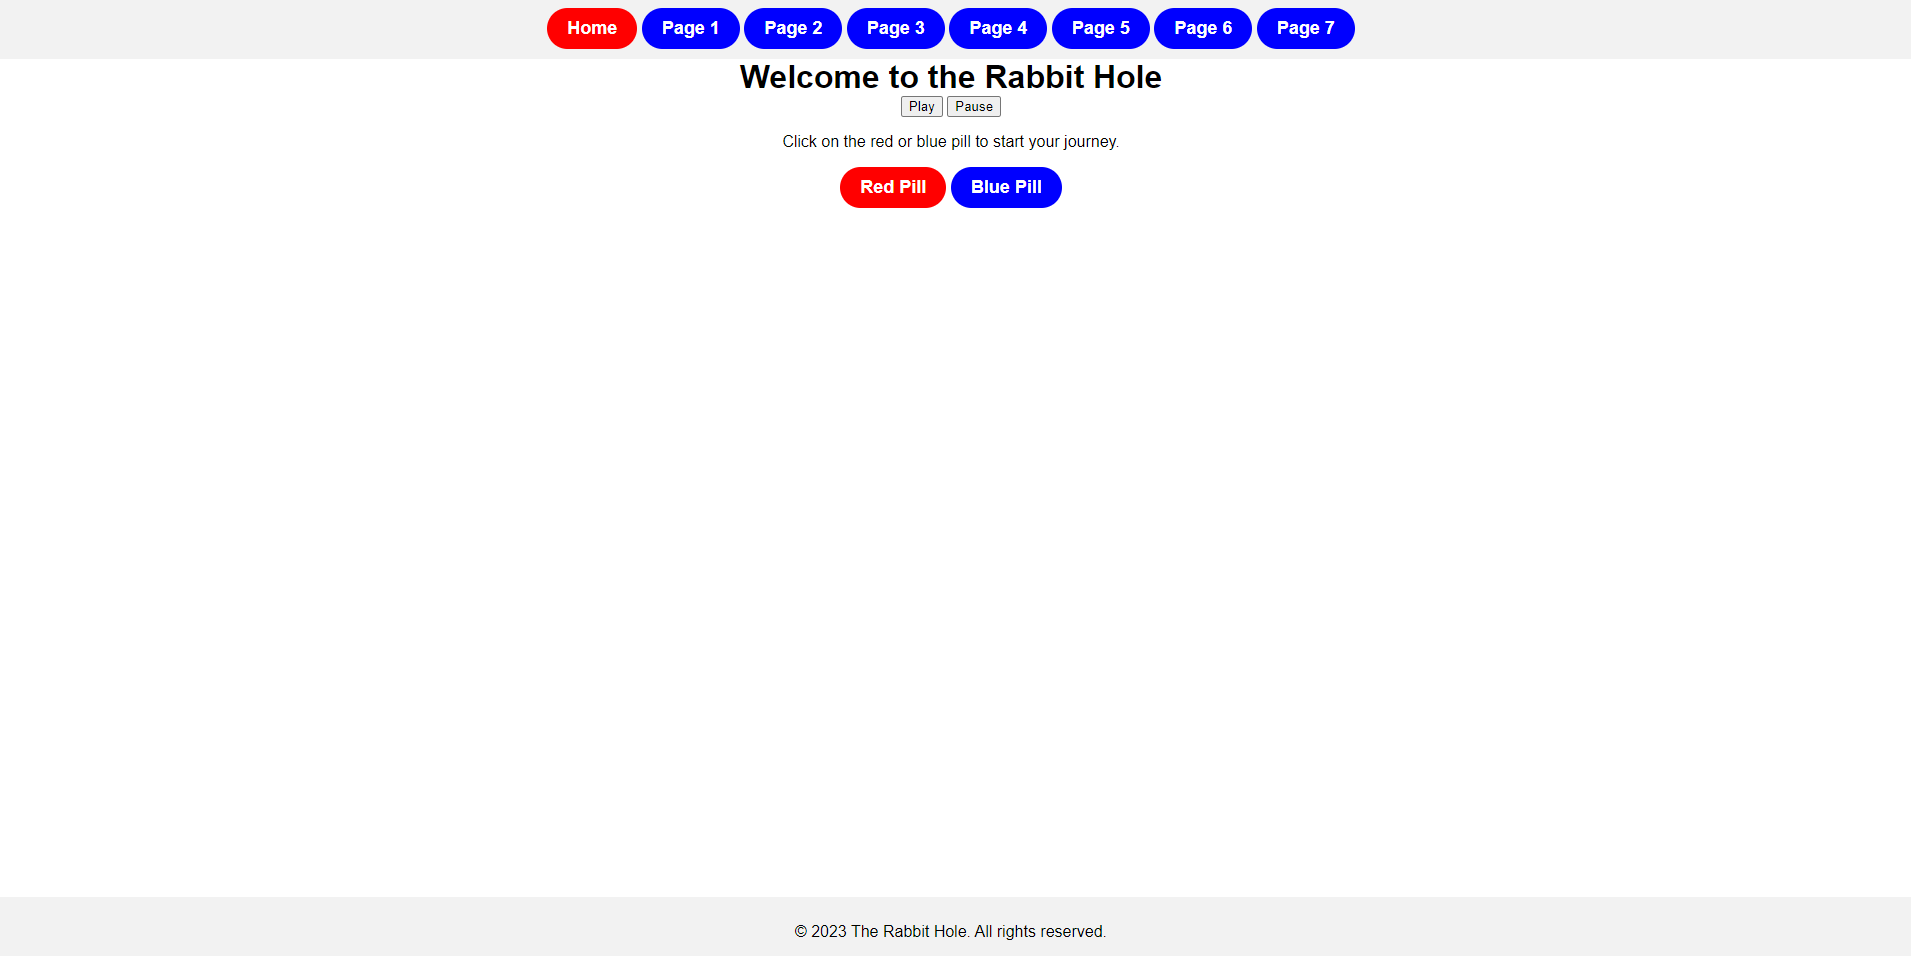 Home Page 1 Page 2 Page 3 Page 4 Page 5 Page 6 Page 7
Welcome to the Rabbit Hole
Play Pause
Click on the red or blue pill to start your journey.
Red Pill Blue Pill
© 2023 The Rabbit Hole. All rights reserved.